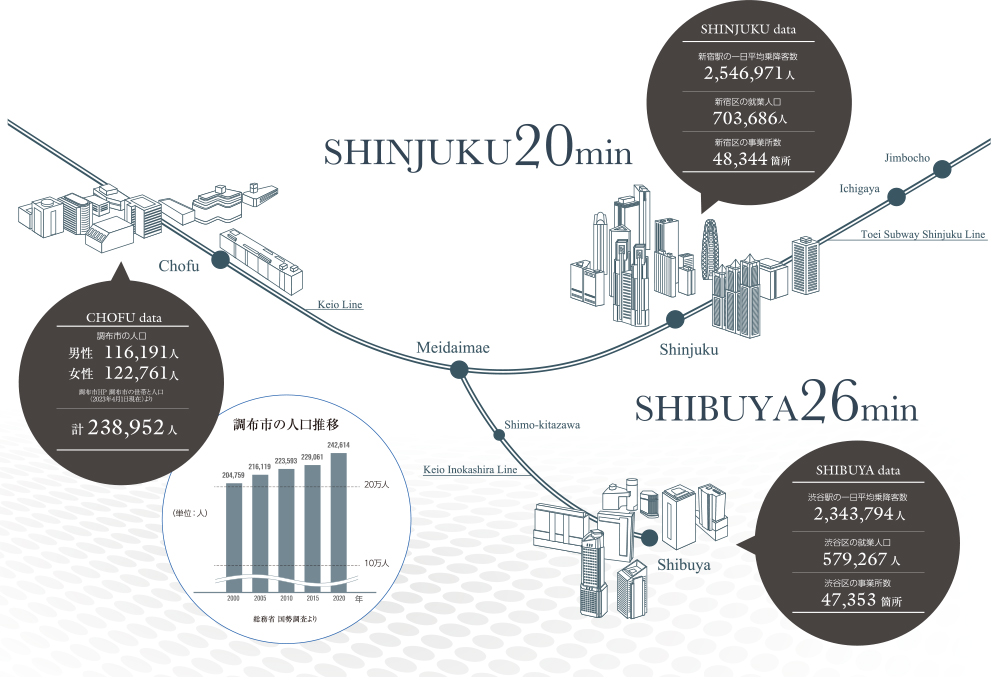 SHINJUKU data
新宿駅の一日平均乗降客数
2,546,971人
新宿区の就業人口
703,686人
新宿区の事業所数
48,344 箇所
SHINJUKU20min
Jimbocho
Ichigaya
Toei Subway Shinjuku Line
Chofu
Keio Line
Meidaimae
Shinjuku
CHOFU data
調布市の人口
男性 116,191人
女性 122,761人
調布市HP 調布市の世帯と人口
(2023年4月1日現在)より
計 238,952 人
SHIBUYA26min
Shimo-kitazawa
Keio Inokashira Line
Shibuya
調布市の人口推移
204,759
216,119
223,593
229,061
242,614
20万人
(単位:人)
10万人
2000 2005 2010 2015 2020 年
総務省 国勢調査より
SHIBUYA data
渋谷駅の一日平均乗降客数
2,343,794人
渋谷区の就業人口
579,267 人
渋谷区の事業所数
47,353 箇所